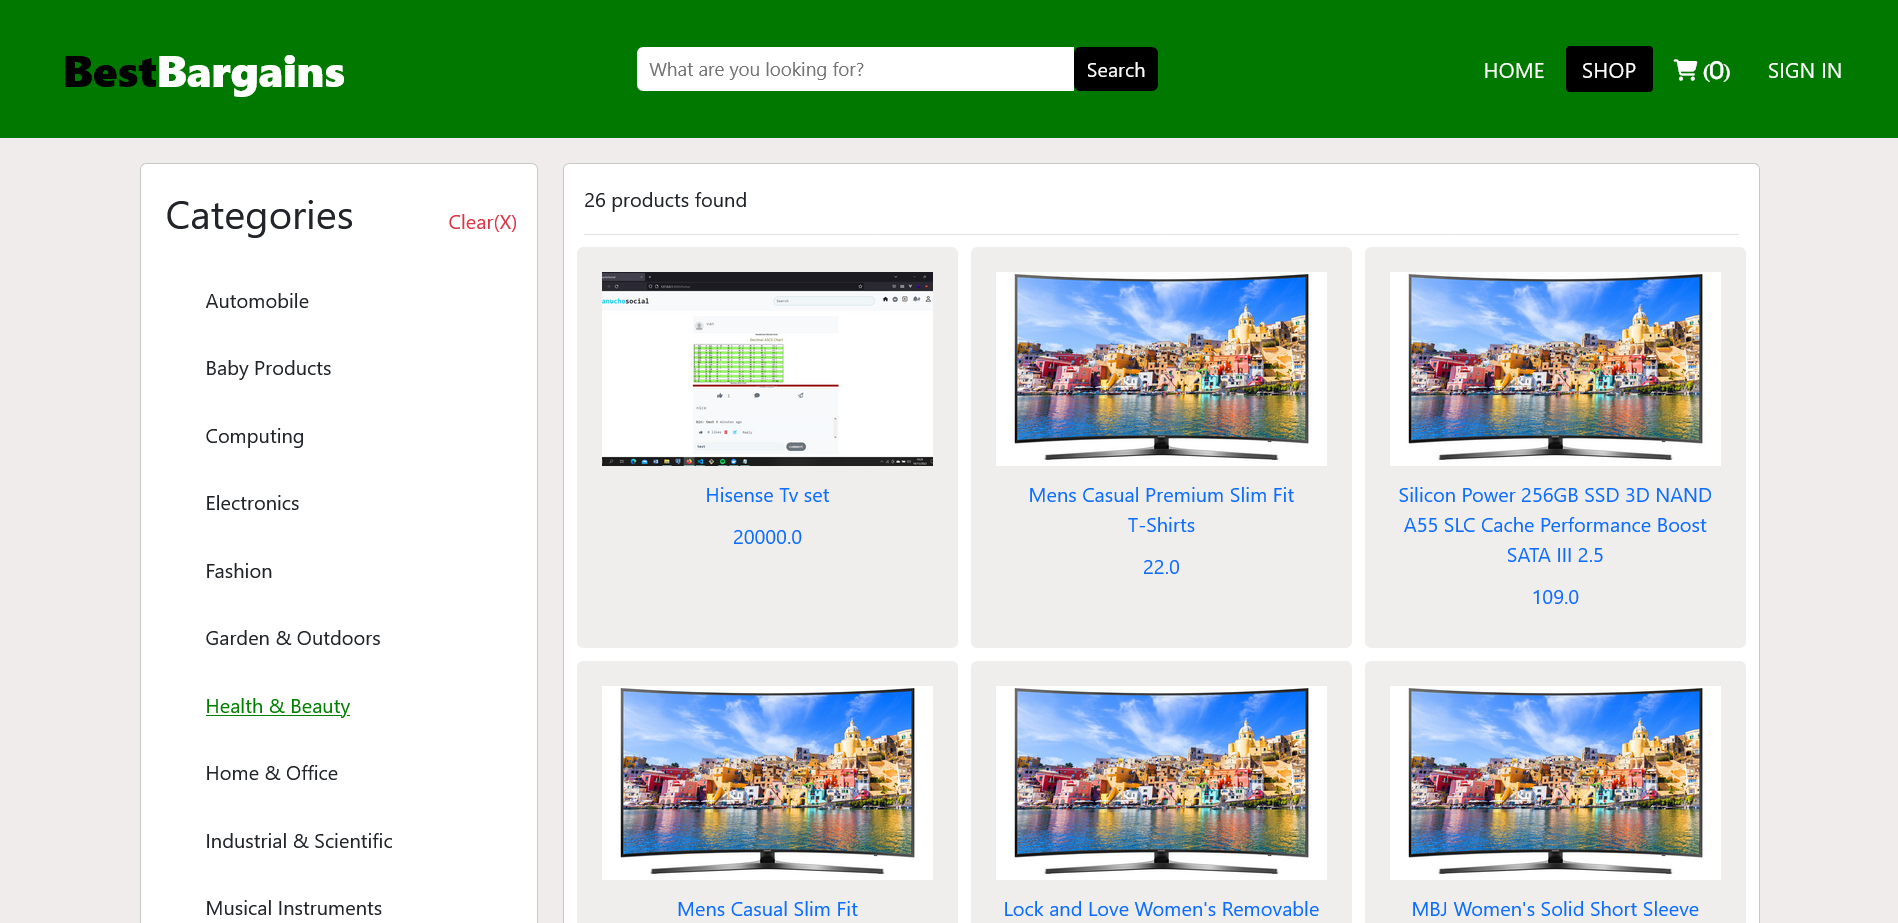 BestBargains
What are you looking for?
Search
HOME
SHOP
(0)
SIGN IN
Categories
Clear(X)
Automobile
Baby Products
Computing
Electronics
Fashion
Garden & Outdoors
Health & Beauty
Home & Office
Industrial & Scientific
Musical Instruments
26 products found
anuchosocial
Search
Hisense Tv set
20000.0
Mens Casual Premium Slim Fit
T-Shirts
22.0
Silicon Power 256GB SSD 3D NAND
A55 SLC Cache Performance Boost
SATA III 2.5
109.0
Mens Casual Slim Fit
Lock and Love Women's Removable
MBJ Women's Solid Short Sleeve